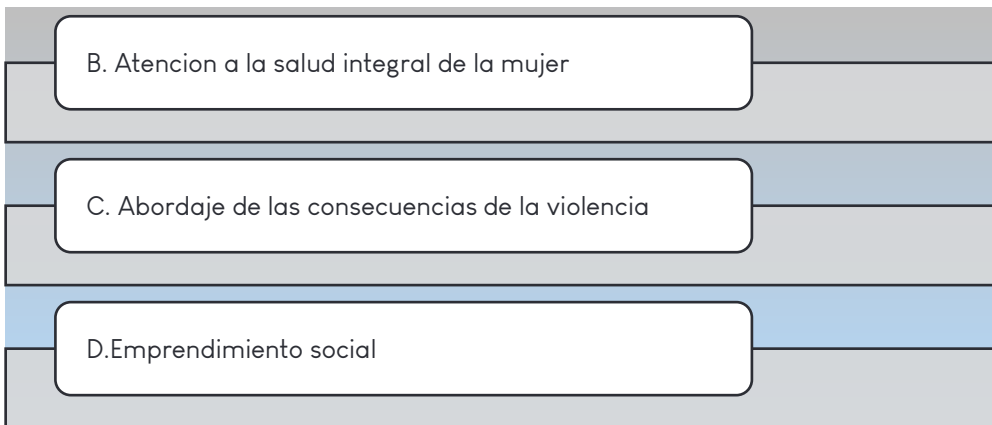 B. Atencion a la salud integral de la mujer
C. Abordaje de las consecuencias de la violencia
D.Emprendimiento social